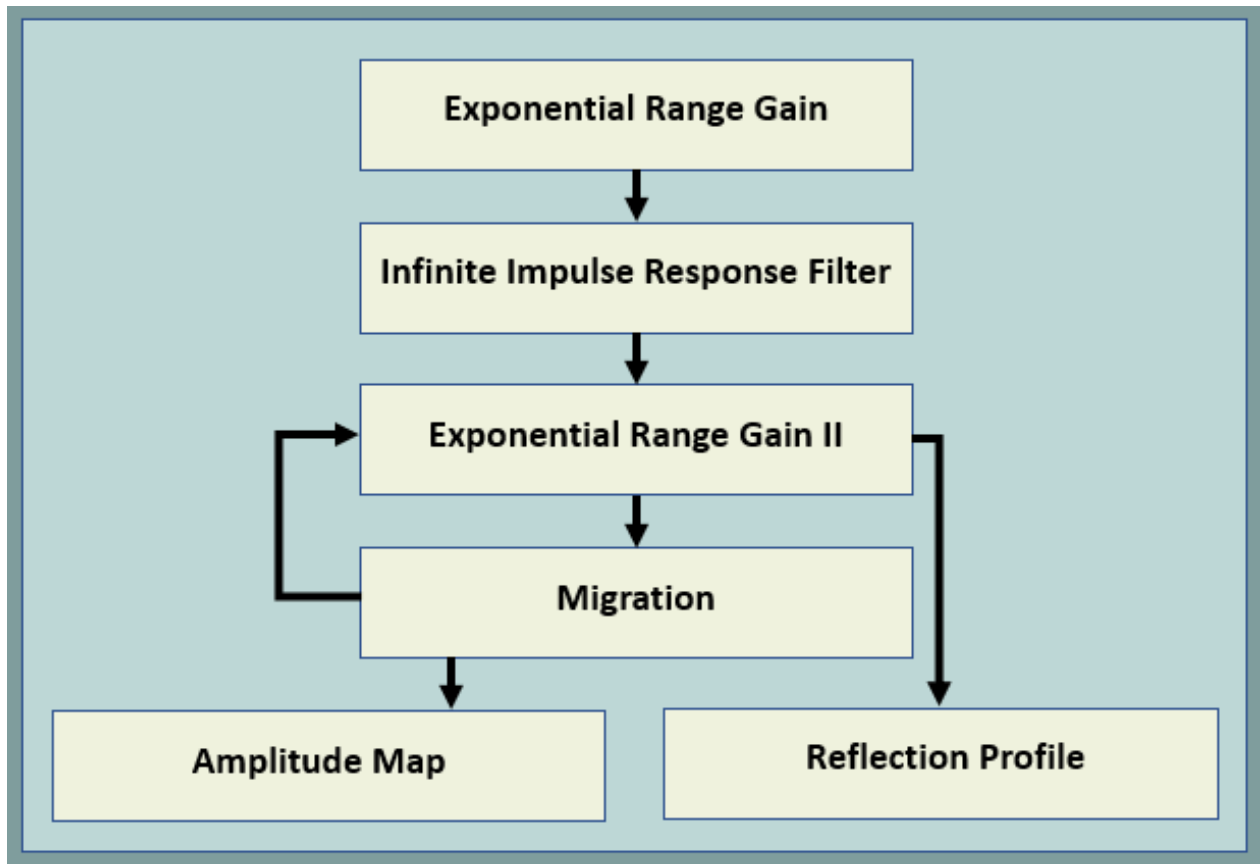 Exponential Range Gain
Infinite Impulse Response Filter
Exponential Range Gain II
Migration
Amplitude Map
Reflection Profile